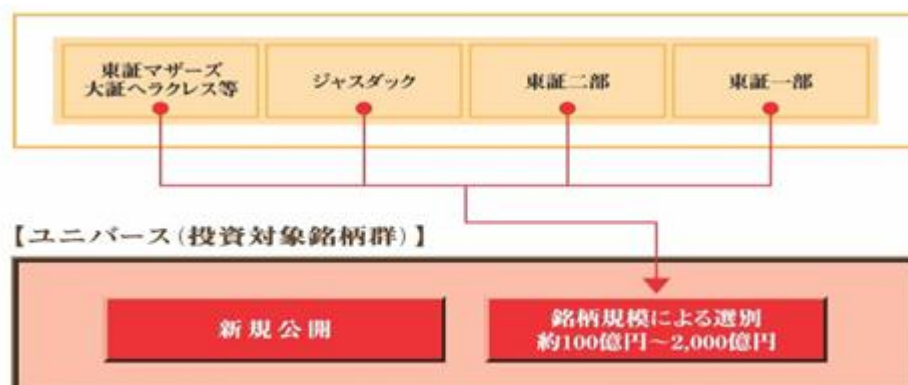 東証マザーズ
大証ヘラクレス等
ジャスダック
東証二部
東証一部
【ユニバース(投資対象銘柄群)】
新規公開
銘柄規模による選別
約100億円～2,000億円